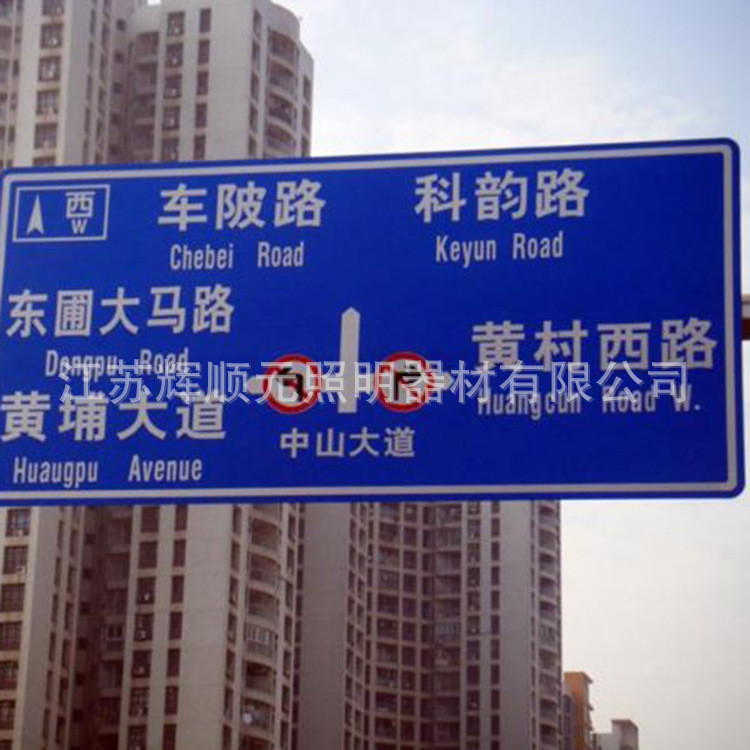 西
W
车陂路
Chebei Road
科韵路
Keyun Road
东圃大马路
Dongpu Road
黄埔大道
Huaugpu Avenue
黄村西路
Huangcun Road W.
中山大道
江苏辉顺元照明器材有限公司